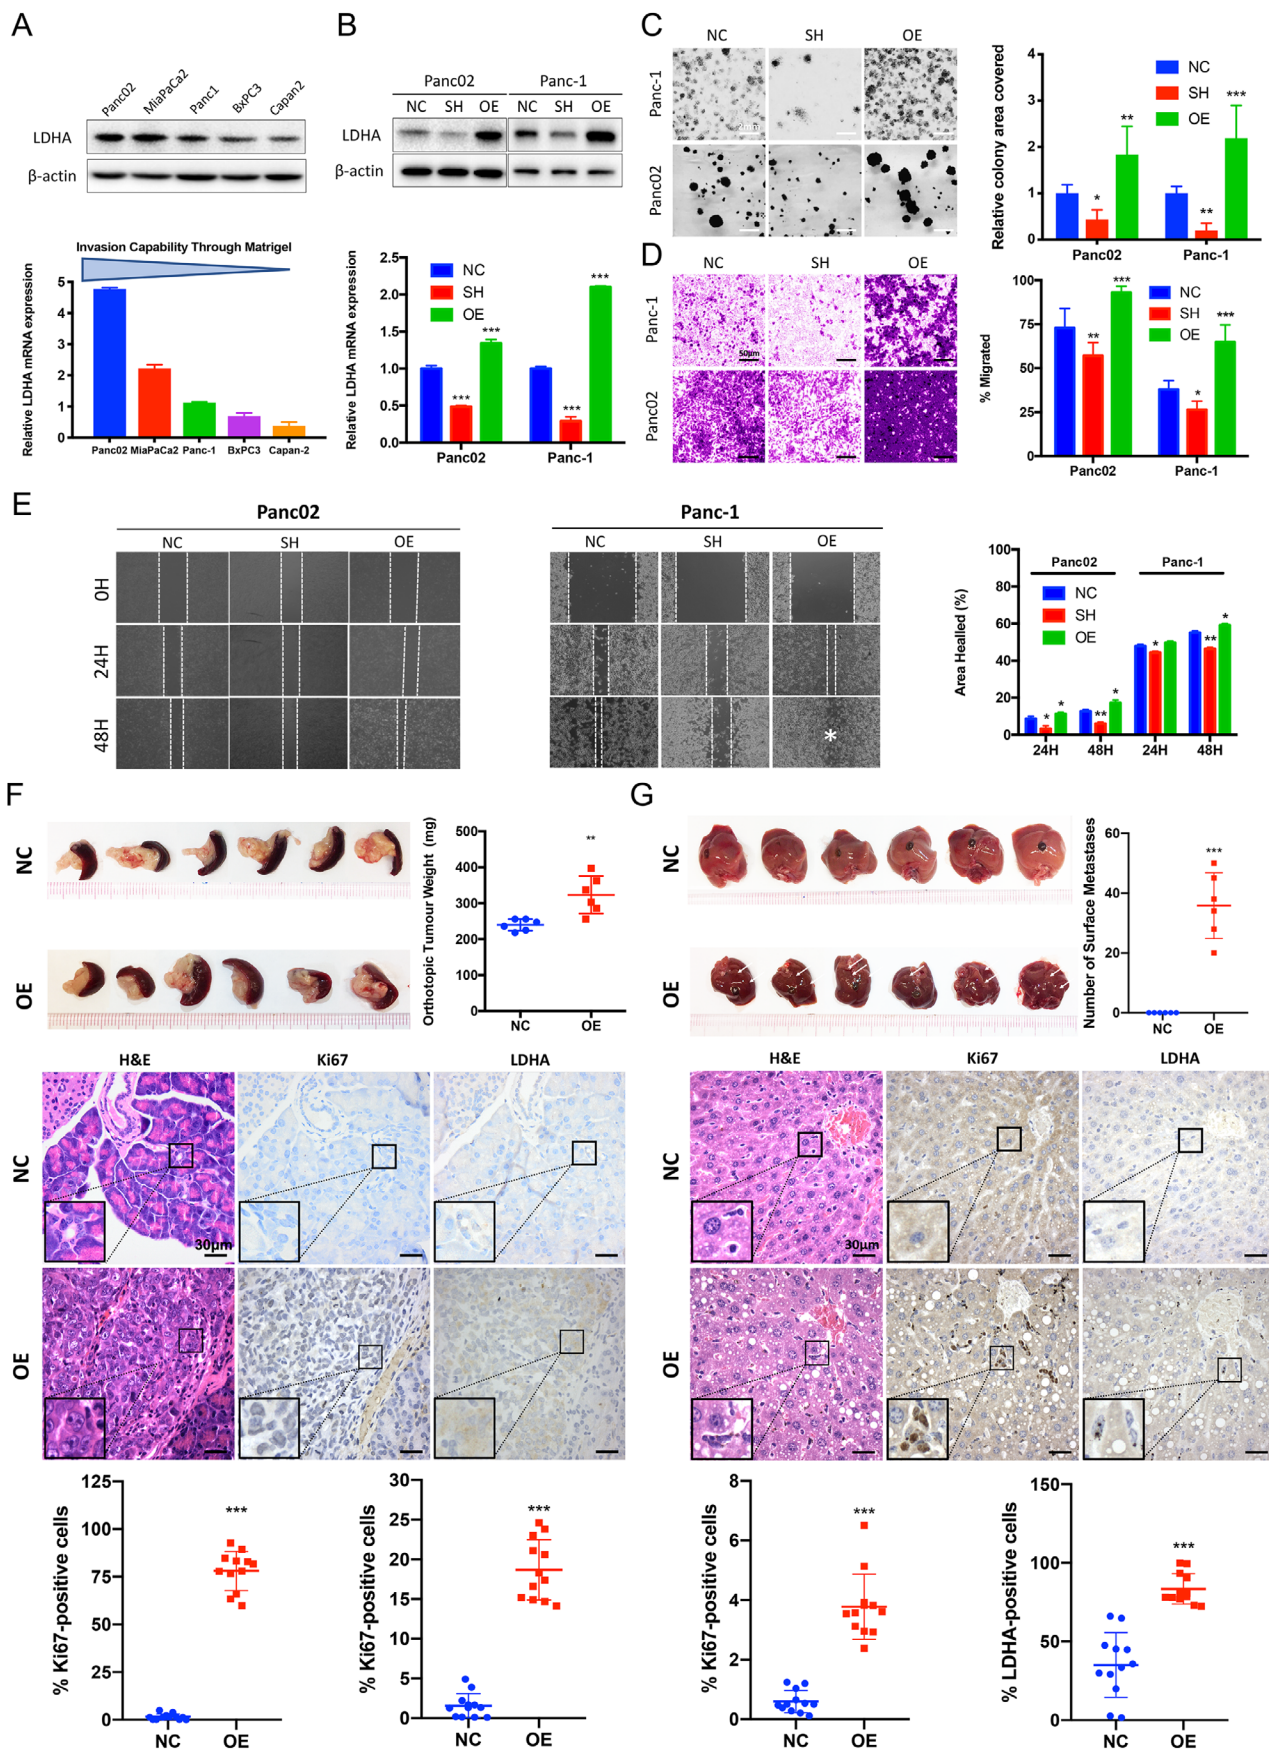 A
Panc02
MiaPaCa2
Panc1
BxPC3
Capan2
LDHA
β-actin
Invasion Capability Through Matrigel
Relative LDHA mRNA expression
5
4
3
2
1
0
Panc02 MiaPaCa2 Panc-1 BxPC3 Capan-2
B
Panc02 Panc-1
NC SH OE NC SH OE
LDHA
β-actin
Relative LDHA mRNA expression
2.5
2.0
1.5
1.0
0.5
0.0
NC
SH
OE
***
***
***
***
Panc02 Panc-1
C
NC SH OE
Panc-1
Panc02
Relative colony area covered
4
3
2
1
0
NC
SH
OE
*
**
**
***
Panc02 Panc-1
D
NC SH OE
Panc-1
50μm
Panc02
% Migrated
100
75
50
25
0
NC
SH
OE
**
***
*
***
Panc02 Panc-1
E
Panc02
NC SH OE
0H
24H
48H
Panc-1
NC SH OE
*
Area Healled (%)
100
80
60
40
20
0
Panc02 Panc-1
NC
SH
OE
*
*
**
*
*
**
*
24H 48H 24H 48H
F
NC
OE
Orthotopic Tumour Weight (mg)
500
400
300
200
100
0
**
NC OE
H&E Ki67 LDHA
NC
30μm
OE
% Ki67-positive cells
125
100
75
50
25
0
***
NC OE
% Ki67-positive cells
30
25
20
15
10
5
0
***
NC OE
G
NC
OE
Number of Surface Metastases
60
40
20
0
***
NC OE
H&E Ki67 LDHA
NC
30μm
OE
% Ki67-positive cells
8
6
4
2
0
***
NC OE
% LDHA-positive cells
150
100
50
0
***
NC OE